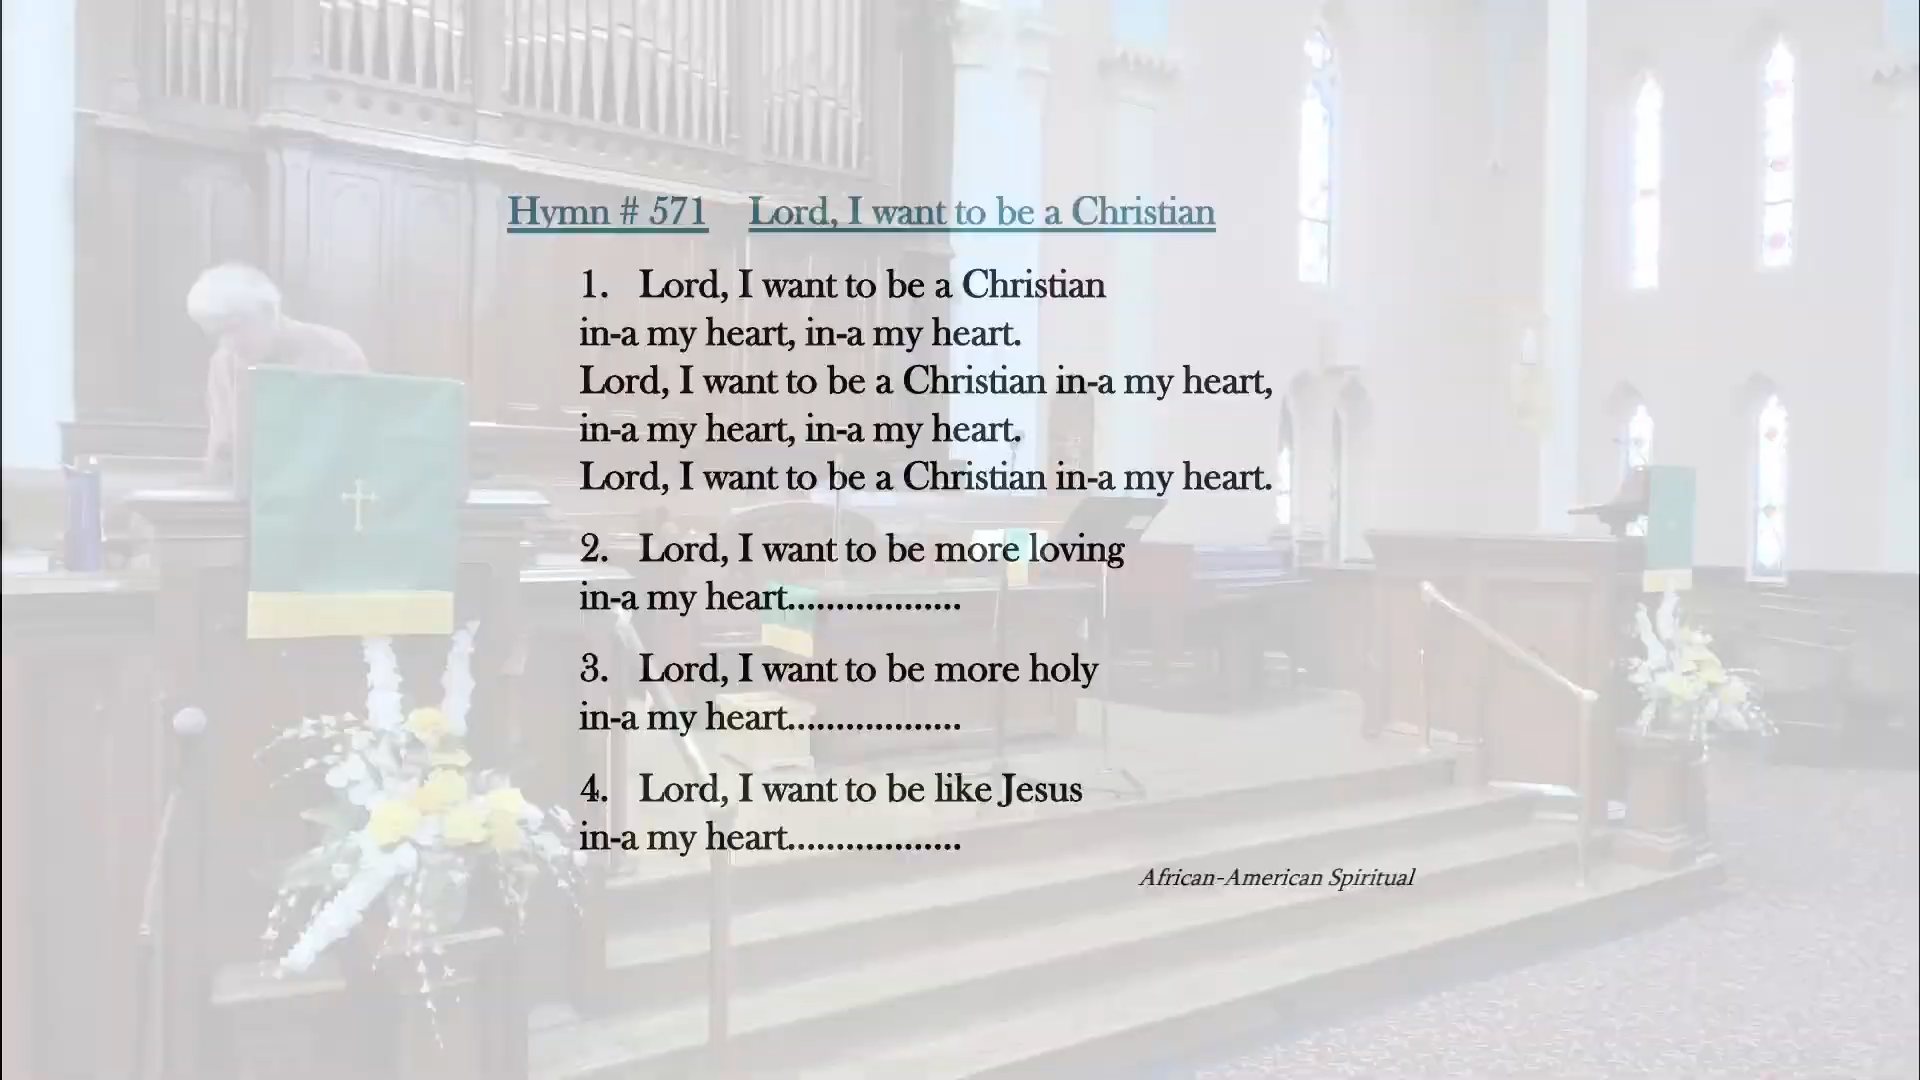 Hymn # 571 Lord, I want to be a Christian
1. Lord, I want to be a Christian
in-a my heart, in-a my heart.
Lord, I want to be a Christian in-a my heart,
in-a my heart, in-a my heart.
Lord, I want to be a Christian in-a my heart.
2. Lord, I want to be more loving
in-a my heart..................
3. Lord, I want to be more holy
in-a my heart..................
4. Lord, I want to be like Jesus
in-a my heart..................
African-American Spiritual